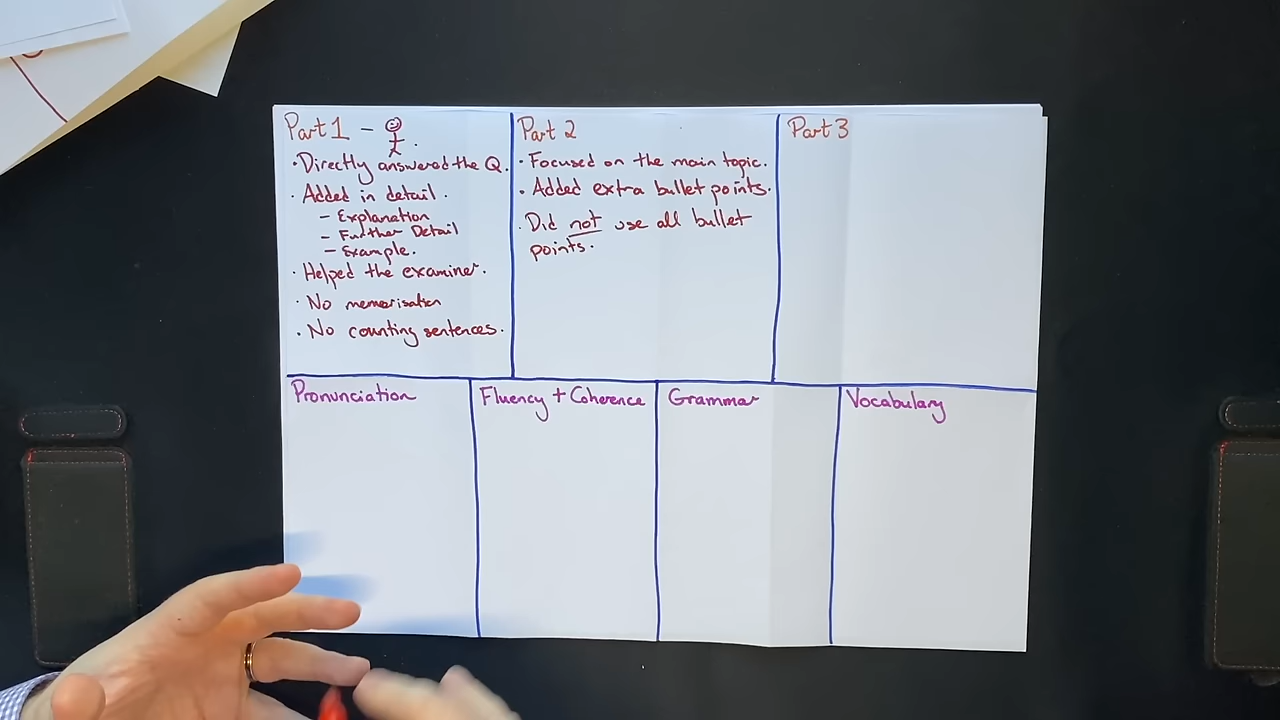 Part 1 –
· Directly answered the Q.
· Added in detail.
– Explanation
– Further Detail
– Example.
· Helped the examiner.
· No memorisation
· No counting sentences.
Part 2
· Focused on the main topic.
· Added extra bullet points.
· Did not use all bullet
points.
Part 3
Pronunciation
Fluency + Coherence
Grammar
Vocabulary